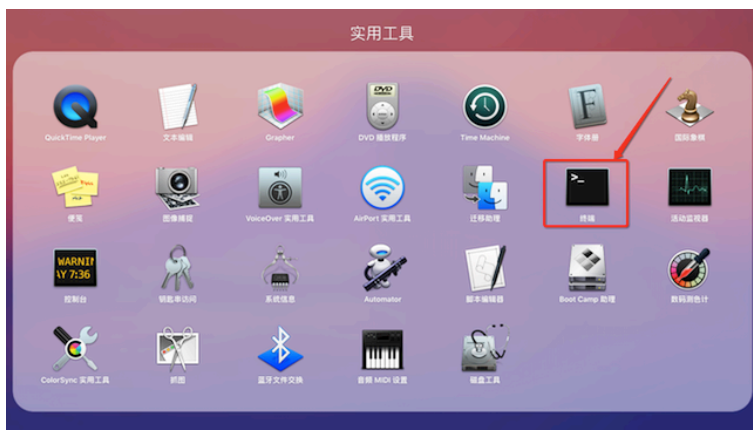 实用工具
QuickTime Player
文本编辑
Grapher
DVD 播放程序
Time Machine
字体册
国际象棋
便笺
图像捕捉
VoiceOver 实用工具
AirPort 实用工具
迁移助理
终端
活动监视器
控制台
钥匙串访问
系统信息
Automator
脚本编辑器
Boot Camp 助理
数码测色计
ColorSync 实用工具
抓图
蓝牙文件交换
音频 MIDI 设置
磁盘工具
DVD
F
>_
WARNIN
AY 7:36